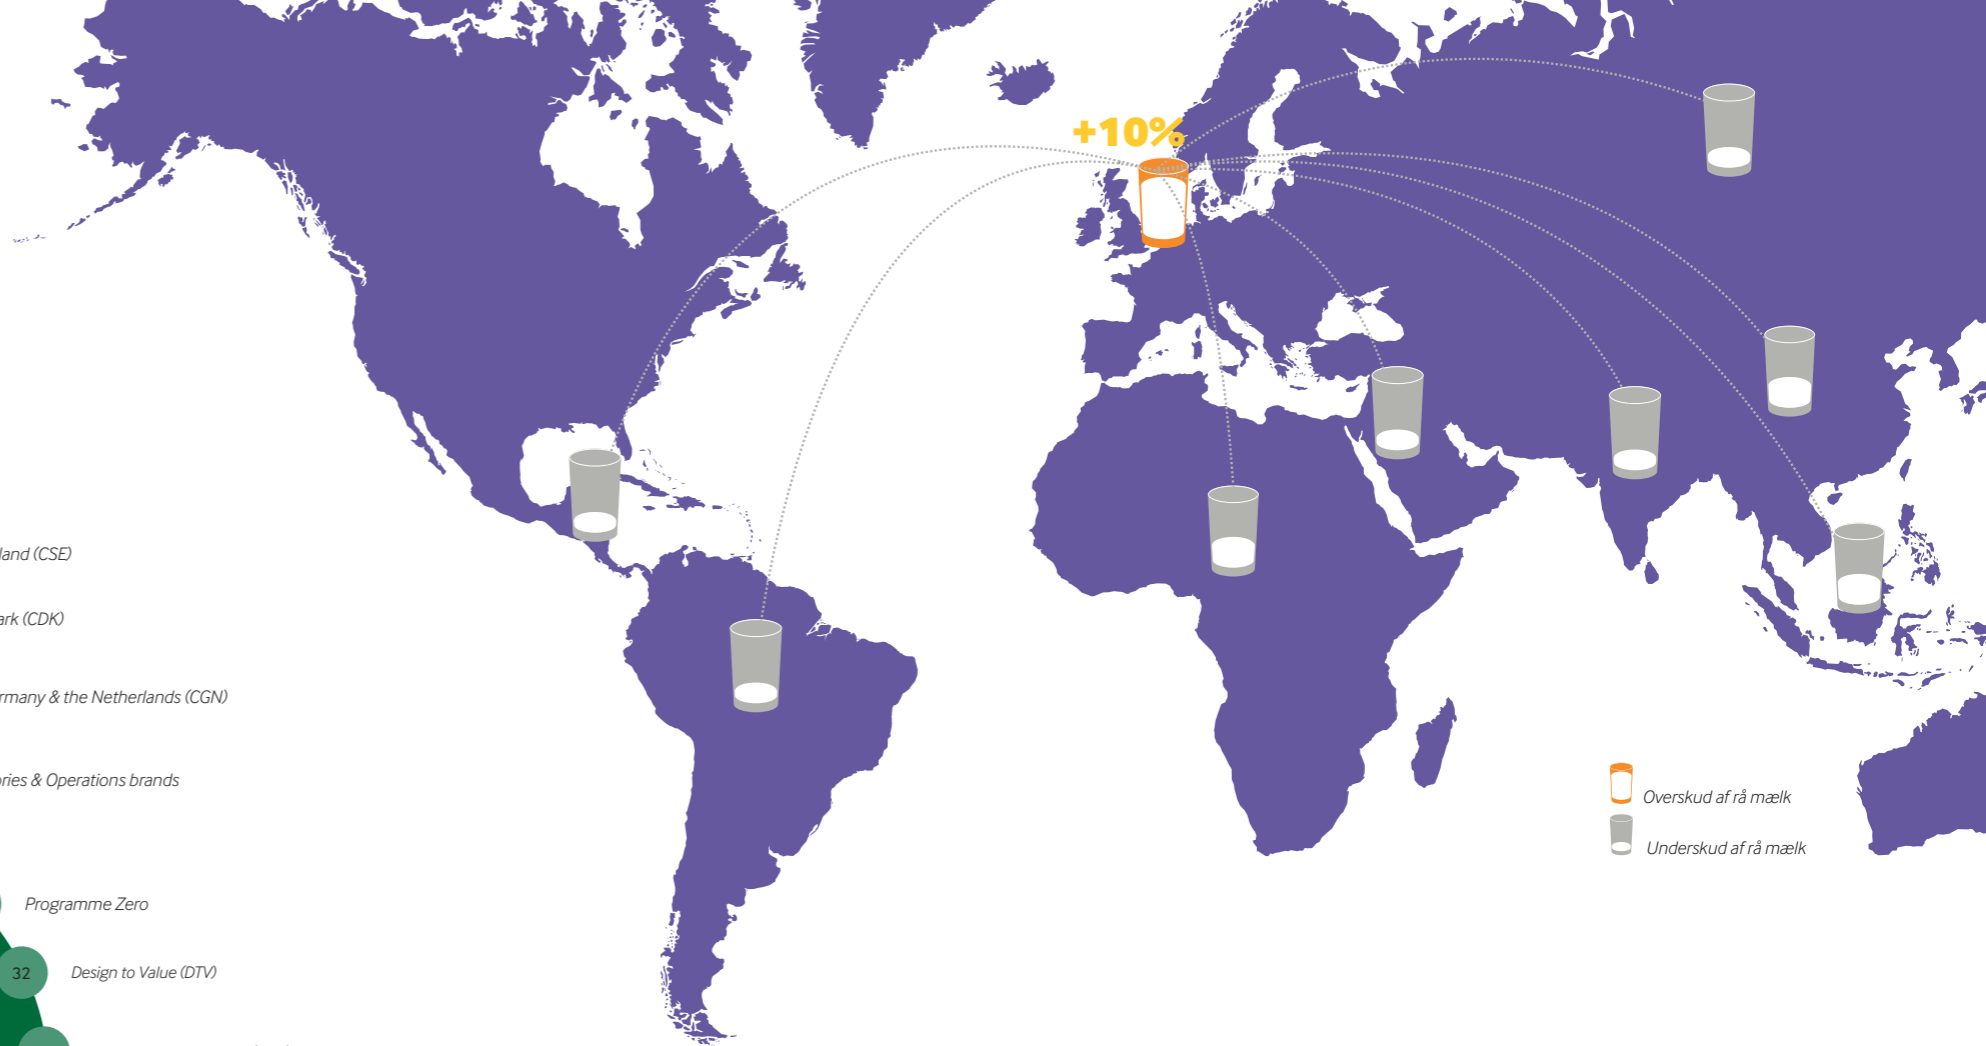 +10%
land (CSE)
ark (CDK)
rmany & the Netherlands (CGN)
ries & Operations brands
Overskud af rå mælk
Underskud af rå mælk
Programme Zero
32
Design to Value (DTV)